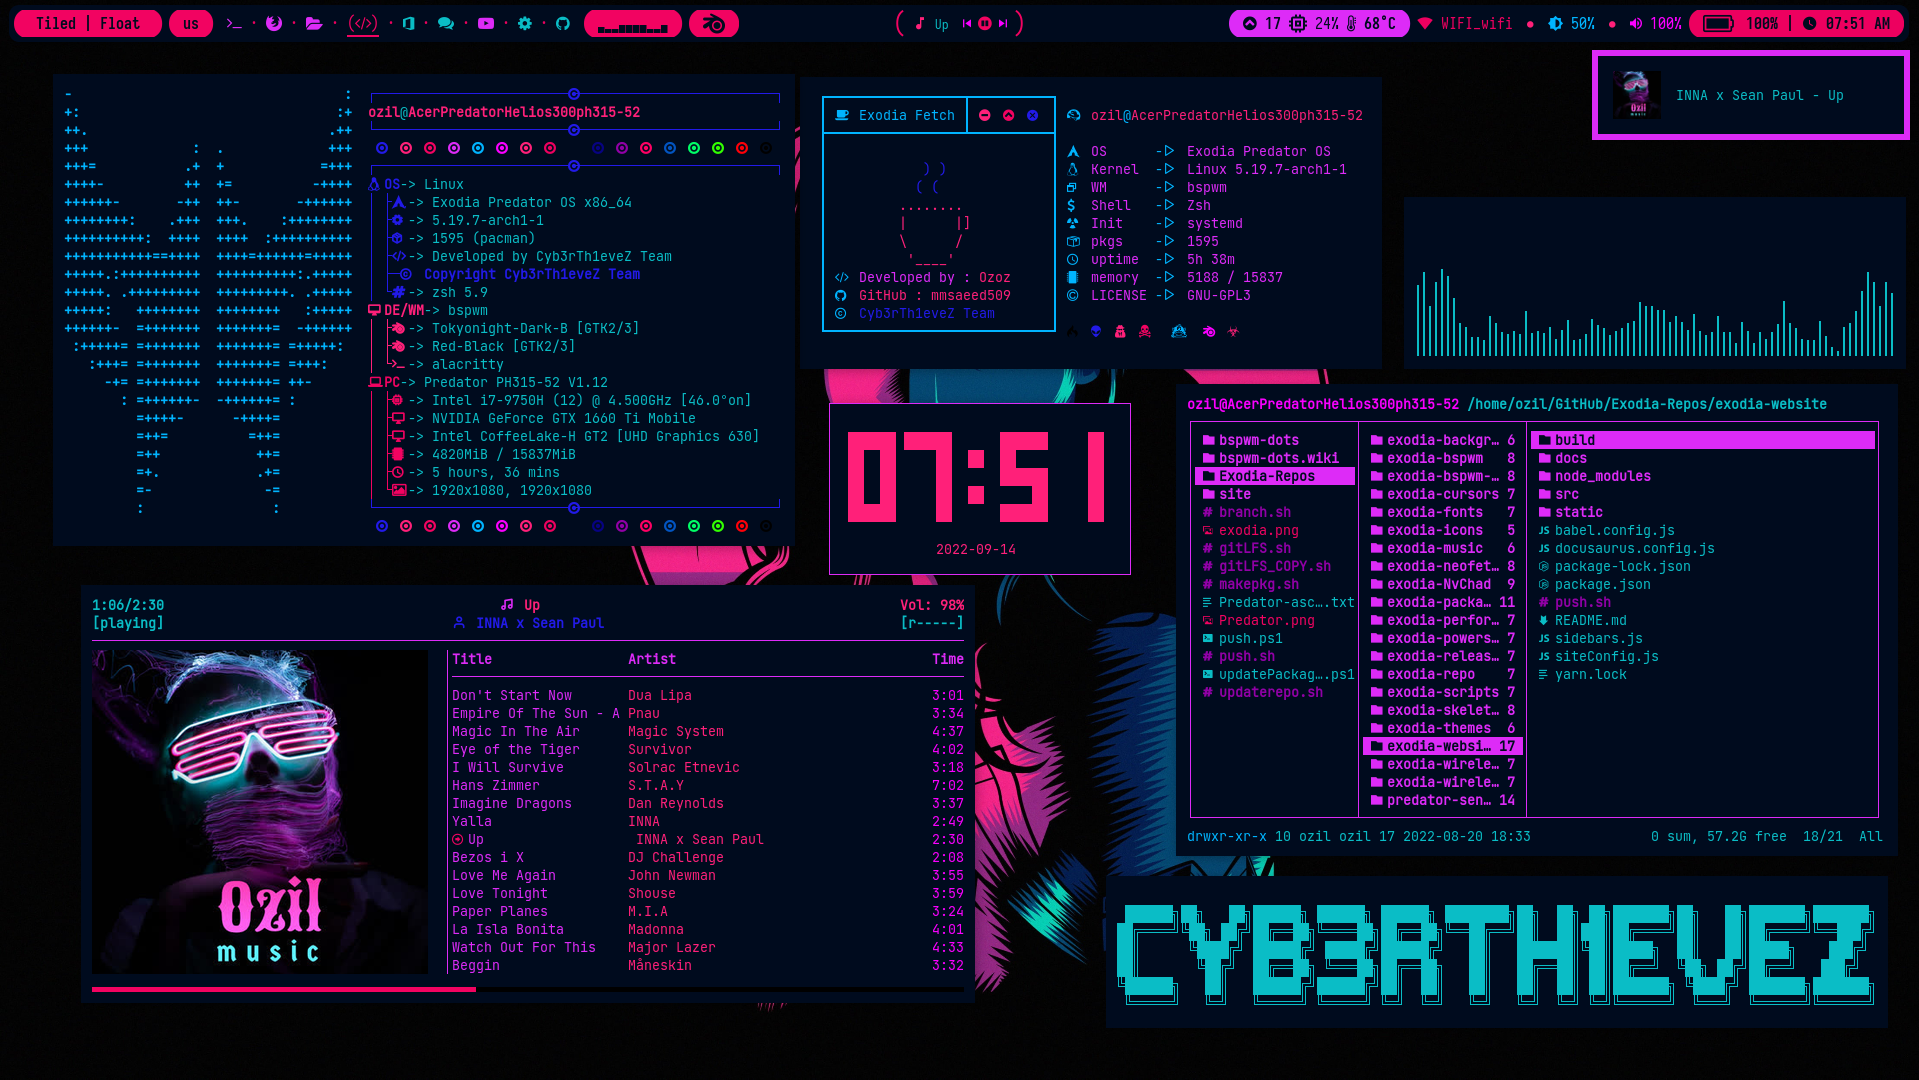 Tiled | Float
us
Up
17 24% 68°C
WIFI_wifi
50%
100%
100% | 07:51 AM
INNA x Sean Paul - Up
ozil@AcerPredatorHelios300ph315-52
OS-> Linux
-> Exodia Predator OS x86_64
-> 5.19.7-arch1-1
-> 1595 (pacman)
-> Developed by Cyb3rTh1eveZ Team
Copyright Cyb3rTh1eveZ Team
-> zsh 5.9
DE/WM-> bspwm
-> Tokyonight-Dark-B [GTK2/3]
-> Red-Black [GTK2/3]
-> alacritty
PC-> Predator PH315-52 V1.12
-> Intel i7-9750H (12) @ 4.500GHz [46.0°on]
-> NVIDIA GeForce GTX 1660 Ti Mobile
-> Intel CoffeeLake-H GT2 [UHD Graphics 630]
-> 4820MiB / 15837MiB
-> 5 hours, 36 mins
-> 1920x1080, 1920x1080
Exodia Fetch
Developed by : Ozoz
GitHub : mmsaeed509
Cyb3rTh1eveZ Team
ozil@AcerPredatorHelios300ph315-52
OS -> Exodia Predator OS
Kernel -> Linux 5.19.7-arch1-1
WM -> bspwm
Shell -> Zsh
Init -> systemd
pkgs -> 1595
uptime -> 5h 38m
memory -> 5188 / 15837
LICENSE -> GNU-GPL3
07:51
2022-09-14
ozil@AcerPredatorHelios300ph315-52 /home/ozil/GitHub/Exodia-Repos/exodia-website
bspwm-dots
bspwm-dots.wiki
Exodia-Repos
site
branch.sh
exodia.png
gitLFS.sh
gitLFS_COPY.sh
makepkg.sh
Predator-asc….txt
Predator.png
push.ps1
push.sh
updatePackag….ps1
updaterepo.sh
exodia-backgr… 6
exodia-bspwm 8
exodia-bspwm-… 8
exodia-cursors 7
exodia-fonts 7
exodia-icons 5
exodia-music 6
exodia-neofet… 8
exodia-NvChad 9
exodia-packa… 11
exodia-perfor… 7
exodia-powers… 7
exodia-releas… 7
exodia-repo 7
exodia-scripts 7
exodia-skelet… 8
exodia-themes 6
exodia-websi… 17
exodia-wirele… 7
exodia-wirele… 7
predator-sen… 14
build
docs
node_modules
src
static
babel.config.js
docusaurus.config.js
package-lock.json
package.json
push.sh
README.md
sidebars.js
siteConfig.js
yarn.lock
drwxr-xr-x 10 ozil ozil 17 2022-08-20 18:33 0 sum, 57.2G free 18/21 All
1:06/2:30 Up Vol: 98%
[playing] INNA x Sean Paul [r-----]
Title Artist Time
Don't Start Now Dua Lipa 3:01
Empire Of The Sun - A Pnau 3:34
Magic In The Air Magic System 4:37
Eye of the Tiger Survivor 4:02
I Will Survive Solrac Etnevic 3:18
Hans Zimmer S.T.A.Y 7:02
Imagine Dragons Dan Reynolds 3:37
Yalla INNA 2:49
Up INNA x Sean Paul 2:30
Bezos i X DJ Challenge 2:08
Love Me Again John Newman 3:55
Love Tonight Shouse 3:59
Paper Planes M.I.A 3:24
La Isla Bonita Madonna 4:01
Watch Out For This Major Lazer 4:33
Beggin Måneskin 3:32
Ozil
music
CYB3RTH1EVEZ